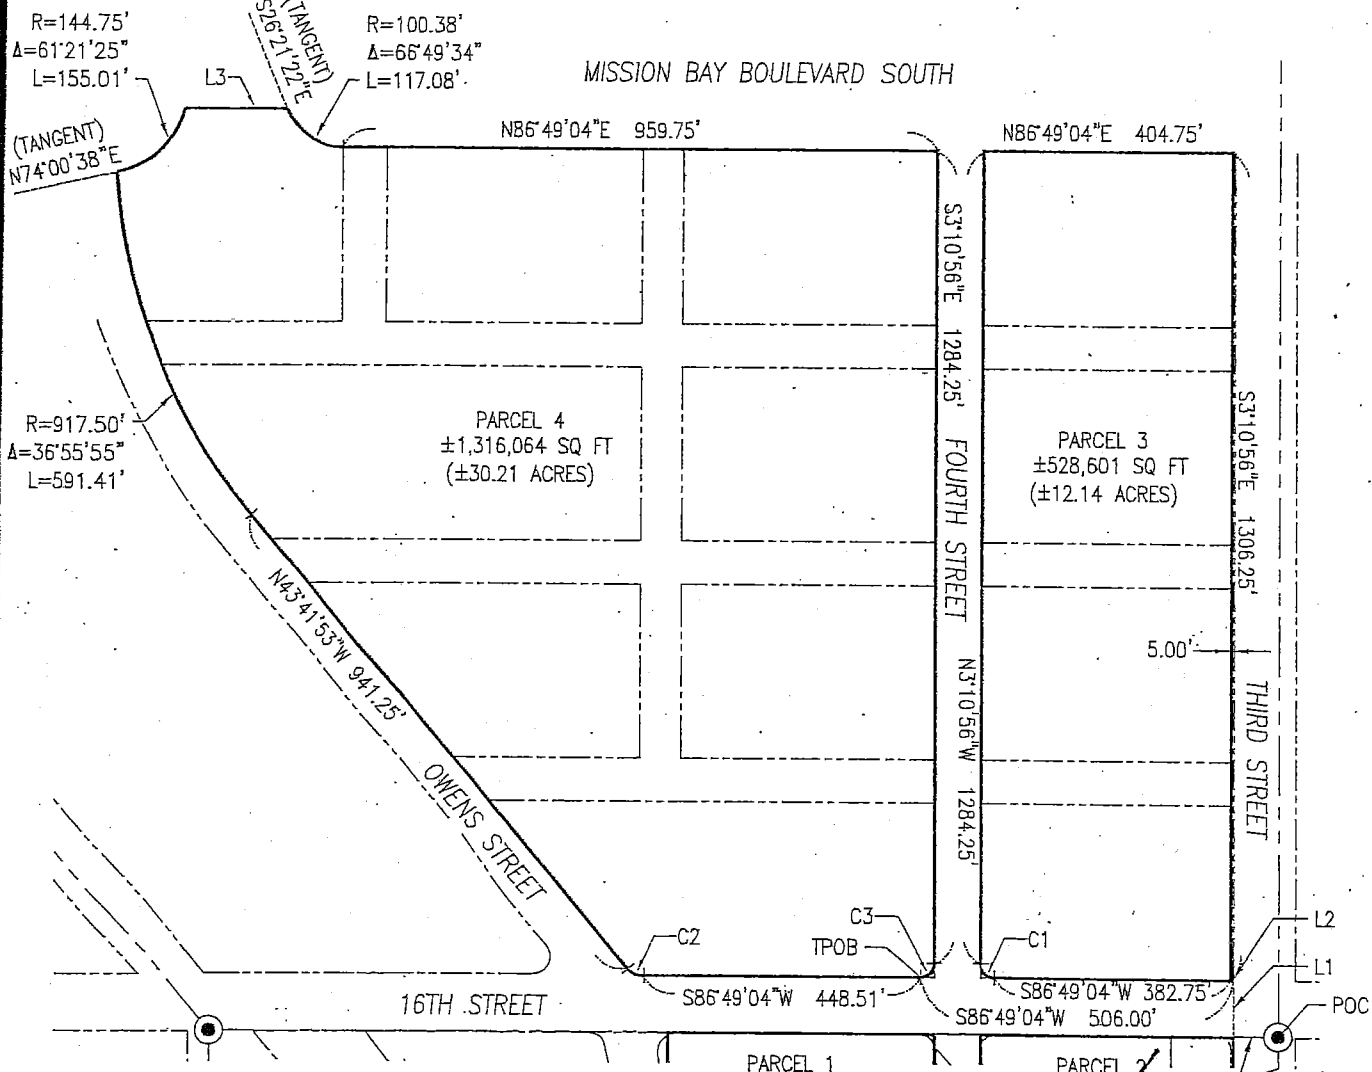 R=144.75'
Δ=61°21'25"
L=155.01'
L3
(TANGENT)
S26°21'22"E
R=100.38'
Δ=66°49'34"
L=117.08'
MISSION BAY BOULEVARD SOUTH
(TANGENT)
N74°00'38"E
N86°49'04"E 959.75'
N86°49'04"E 404.75'
S3°10'56"E 1284.25'
FOURTH STREET
N3°10'56"W 1284.25'
S3°10'56"E 1306.25'
THIRD STREET
R=917.50'
Δ=36°55'55"
L=591.41'
PARCEL 4
±1,316,064 SQ FT
(±30.21 ACRES)
PARCEL 3
±528,601 SQ FT
(±12.14 ACRES)
N43°41'53"W 941.25'
OWENS STREET
5.00'
C2
C3
TPOB
C1
L2
L1
POC
S86°49'04"W 448.51'
S86°49'04"W 382.75'
S86°49'04"W 506.00'
16TH STREET
PARCEL 1
PARCEL 2